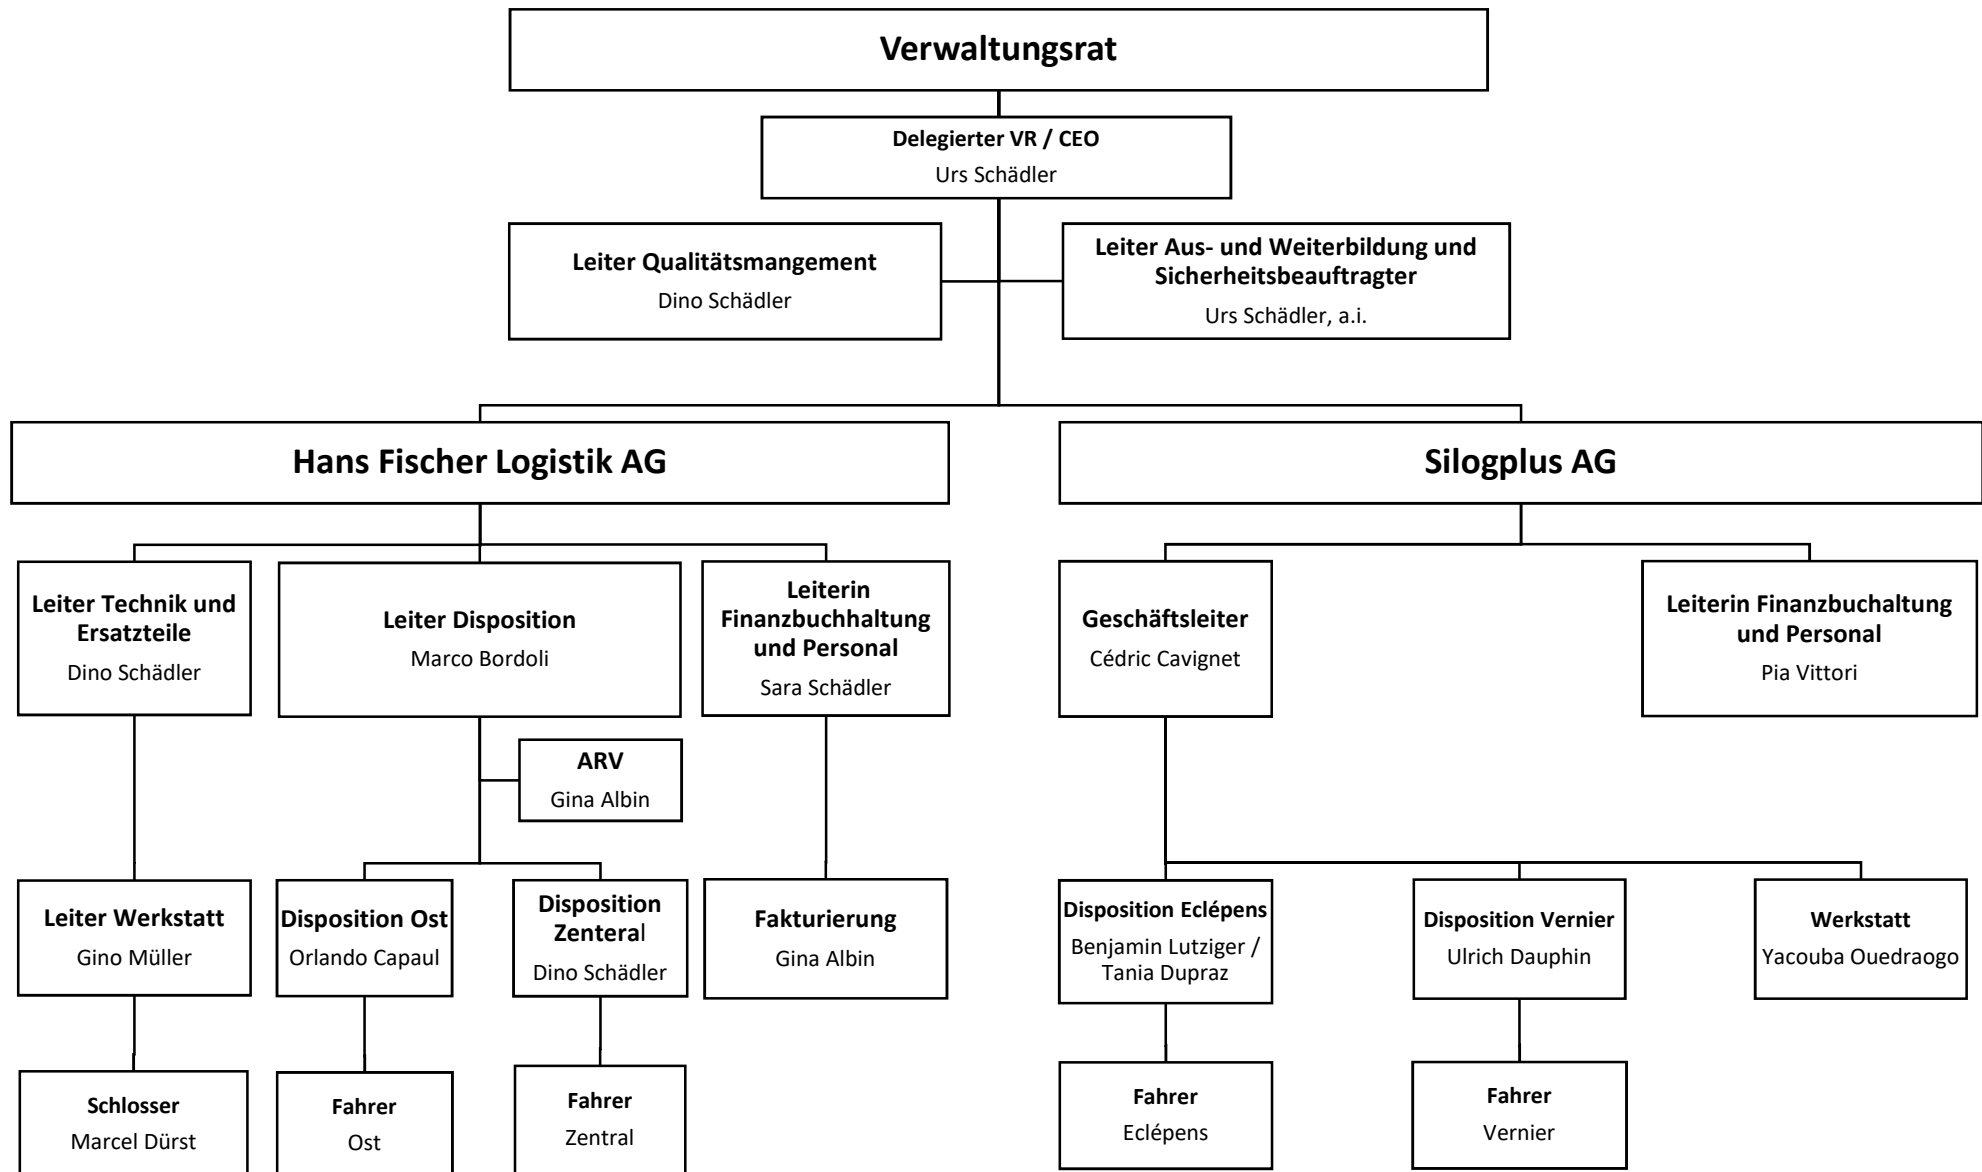 Verwaltungsrat
Delegierter VR / CEO
Urs Schädler
Leiter Qualitätsmangement
Dino Schädler
Leiter Aus- und Weiterbildung und
Sicherheitsbeauftragter
Urs Schädler, a.i.
Hans Fischer Logistik AG
Silogplus AG
Leiter Technik und
Ersatzteile
Dino Schädler
Leiter Disposition
Marco Bordoli
Leiterin
Finanzbuchhaltung
und Personal
Sara Schädler
Geschäftsleiter
Cédric Cavignet
Leiterin Finanzbuchaltung
und Personal
Pia Vittori
ARV
Gina Albin
Leiter Werkstatt
Gino Müller
Disposition Ost
Orlando Capaul
Disposition
Zenteral
Dino Schädler
Fakturierung
Gina Albin
Disposition Eclépens
Benjamin Lutziger /
Tania Dupraz
Disposition Vernier
Ulrich Dauphin
Werkstatt
Yacouba Ouedraogo
Schlosser
Marcel Dürst
Fahrer
Ost
Fahrer
Zentral
Fahrer
Eclépens
Fahrer
Vernier